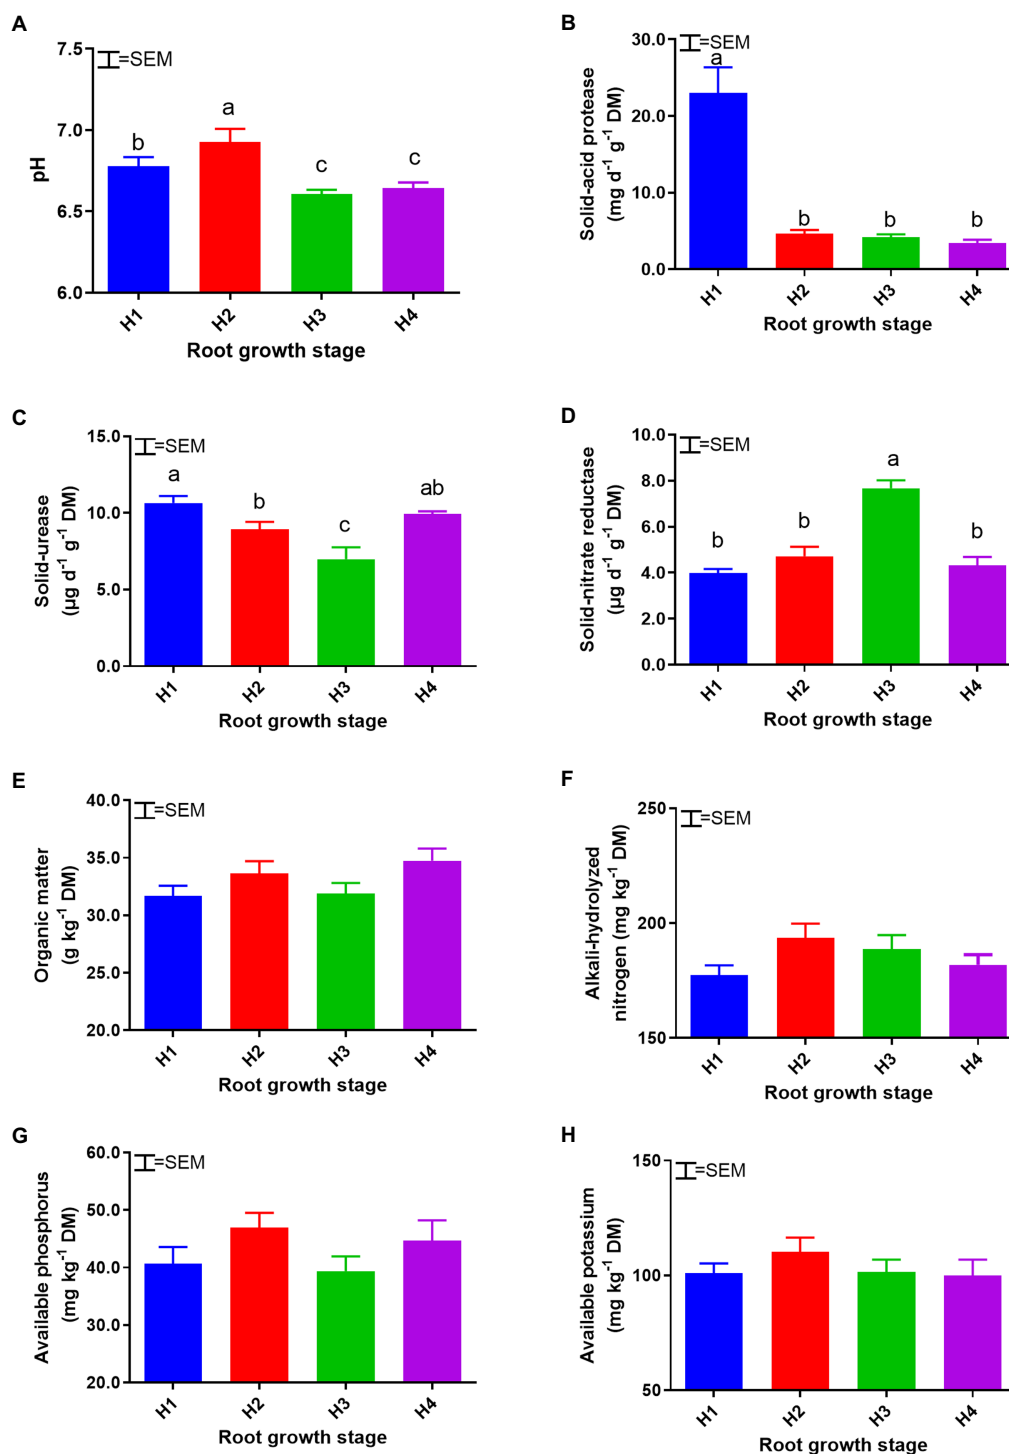 A
7.5
7.0
6.5
6.0
pH
=SEM
b
a
c
c
H1
H2
H3
H4
Root growth stage
B
30.0
20.0
10.0
0.0
Solid-acid protease
(mg d⁻¹ g⁻¹ DM)
=SEM
a
b
b
b
H1
H2
H3
H4
Root growth stage
C
15.0
10.0
5.0
0.0
Solid-urease
(µg d⁻¹ g⁻¹ DM)
=SEM
a
b
c
ab
H1
H2
H3
H4
Root growth stage
D
10.0
8.0
6.0
4.0
2.0
0.0
Solid-nitrate reductase
(µg d⁻¹ g⁻¹ DM)
=SEM
b
b
a
b
H1
H2
H3
H4
Root growth stage
E
40.0
35.0
30.0
25.0
20.0
Organic matter
(g kg⁻¹ DM)
=SEM
H1
H2
H3
H4
Root growth stage
F
250
200
150
Alkali-hydrolyzed
nitrogen (mg kg⁻¹ DM)
=SEM
H1
H2
H3
H4
Root growth stage
G
60.0
50.0
40.0
30.0
20.0
Available phosphorus
(mg kg⁻¹ DM)
=SEM
H1
H2
H3
H4
Root growth stage
H
150
100
50
Available potassium
(mg kg⁻¹ DM)
=SEM
H1
H2
H3
H4
Root growth stage